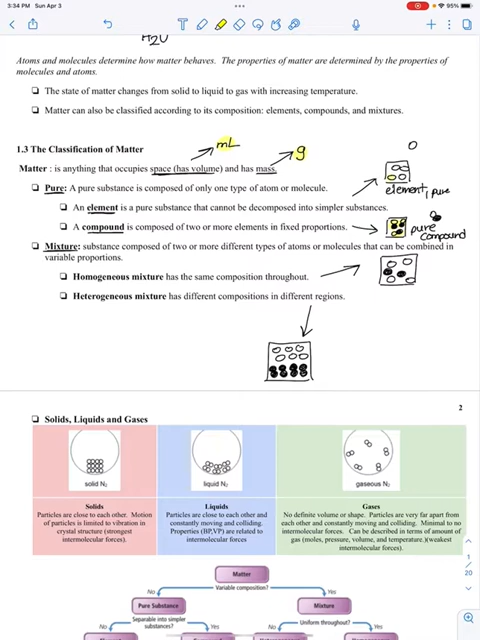 3:34 PM Sun Apr 3
95%
H2O
Atoms and molecules determine how matter behaves. The properties of matter are determined by the properties of
molecules and atoms.
The state of matter changes from solid to liquid to gas with increasing temperature.
Matter can also be classified according to its composition: elements, compounds, and mixtures.
1.3 The Classification of Matter
mL
g
Matter : is anything that occupies space (has volume) and has mass.
Pure: A pure substance is composed of only one type of atom or molecule.
element, pure
An element is a pure substance that cannot be decomposed into simpler substances.
A compound is composed of two or more elements in fixed proportions.
pure
compound
Mixture: substance composed of two or more different types of atoms or molecules that can be combined in
variable proportions.
Homogeneous mixture has the same composition throughout.
Heterogeneous mixture has different compositions in different regions.
2
Solids, Liquids and Gases
solid N₂
liquid N₂
gaseous N₂
Solids
Particles are close to each other. Motion
of particles is limited to vibration in
crystal structure (strongest
intermolecular forces).
Liquids
Particles are close to each other and
constantly moving and colliding.
Properties (BP,VP) are related to
intermolecular forces
Gases
No definite volume or shape. Particles are very far apart from
each other and constantly moving and colliding. Minimal to no
intermolecular forces. Can be described in terms of amount of
gas (moles, pressure, volume, and temperature.)(weakest
intermolecular forces).
1
20
Matter
No
Variable composition?
Yes
Pure Substance
Mixture
No
Separable into simpler
substances?
Yes
No
Uniform throughout?
Yes